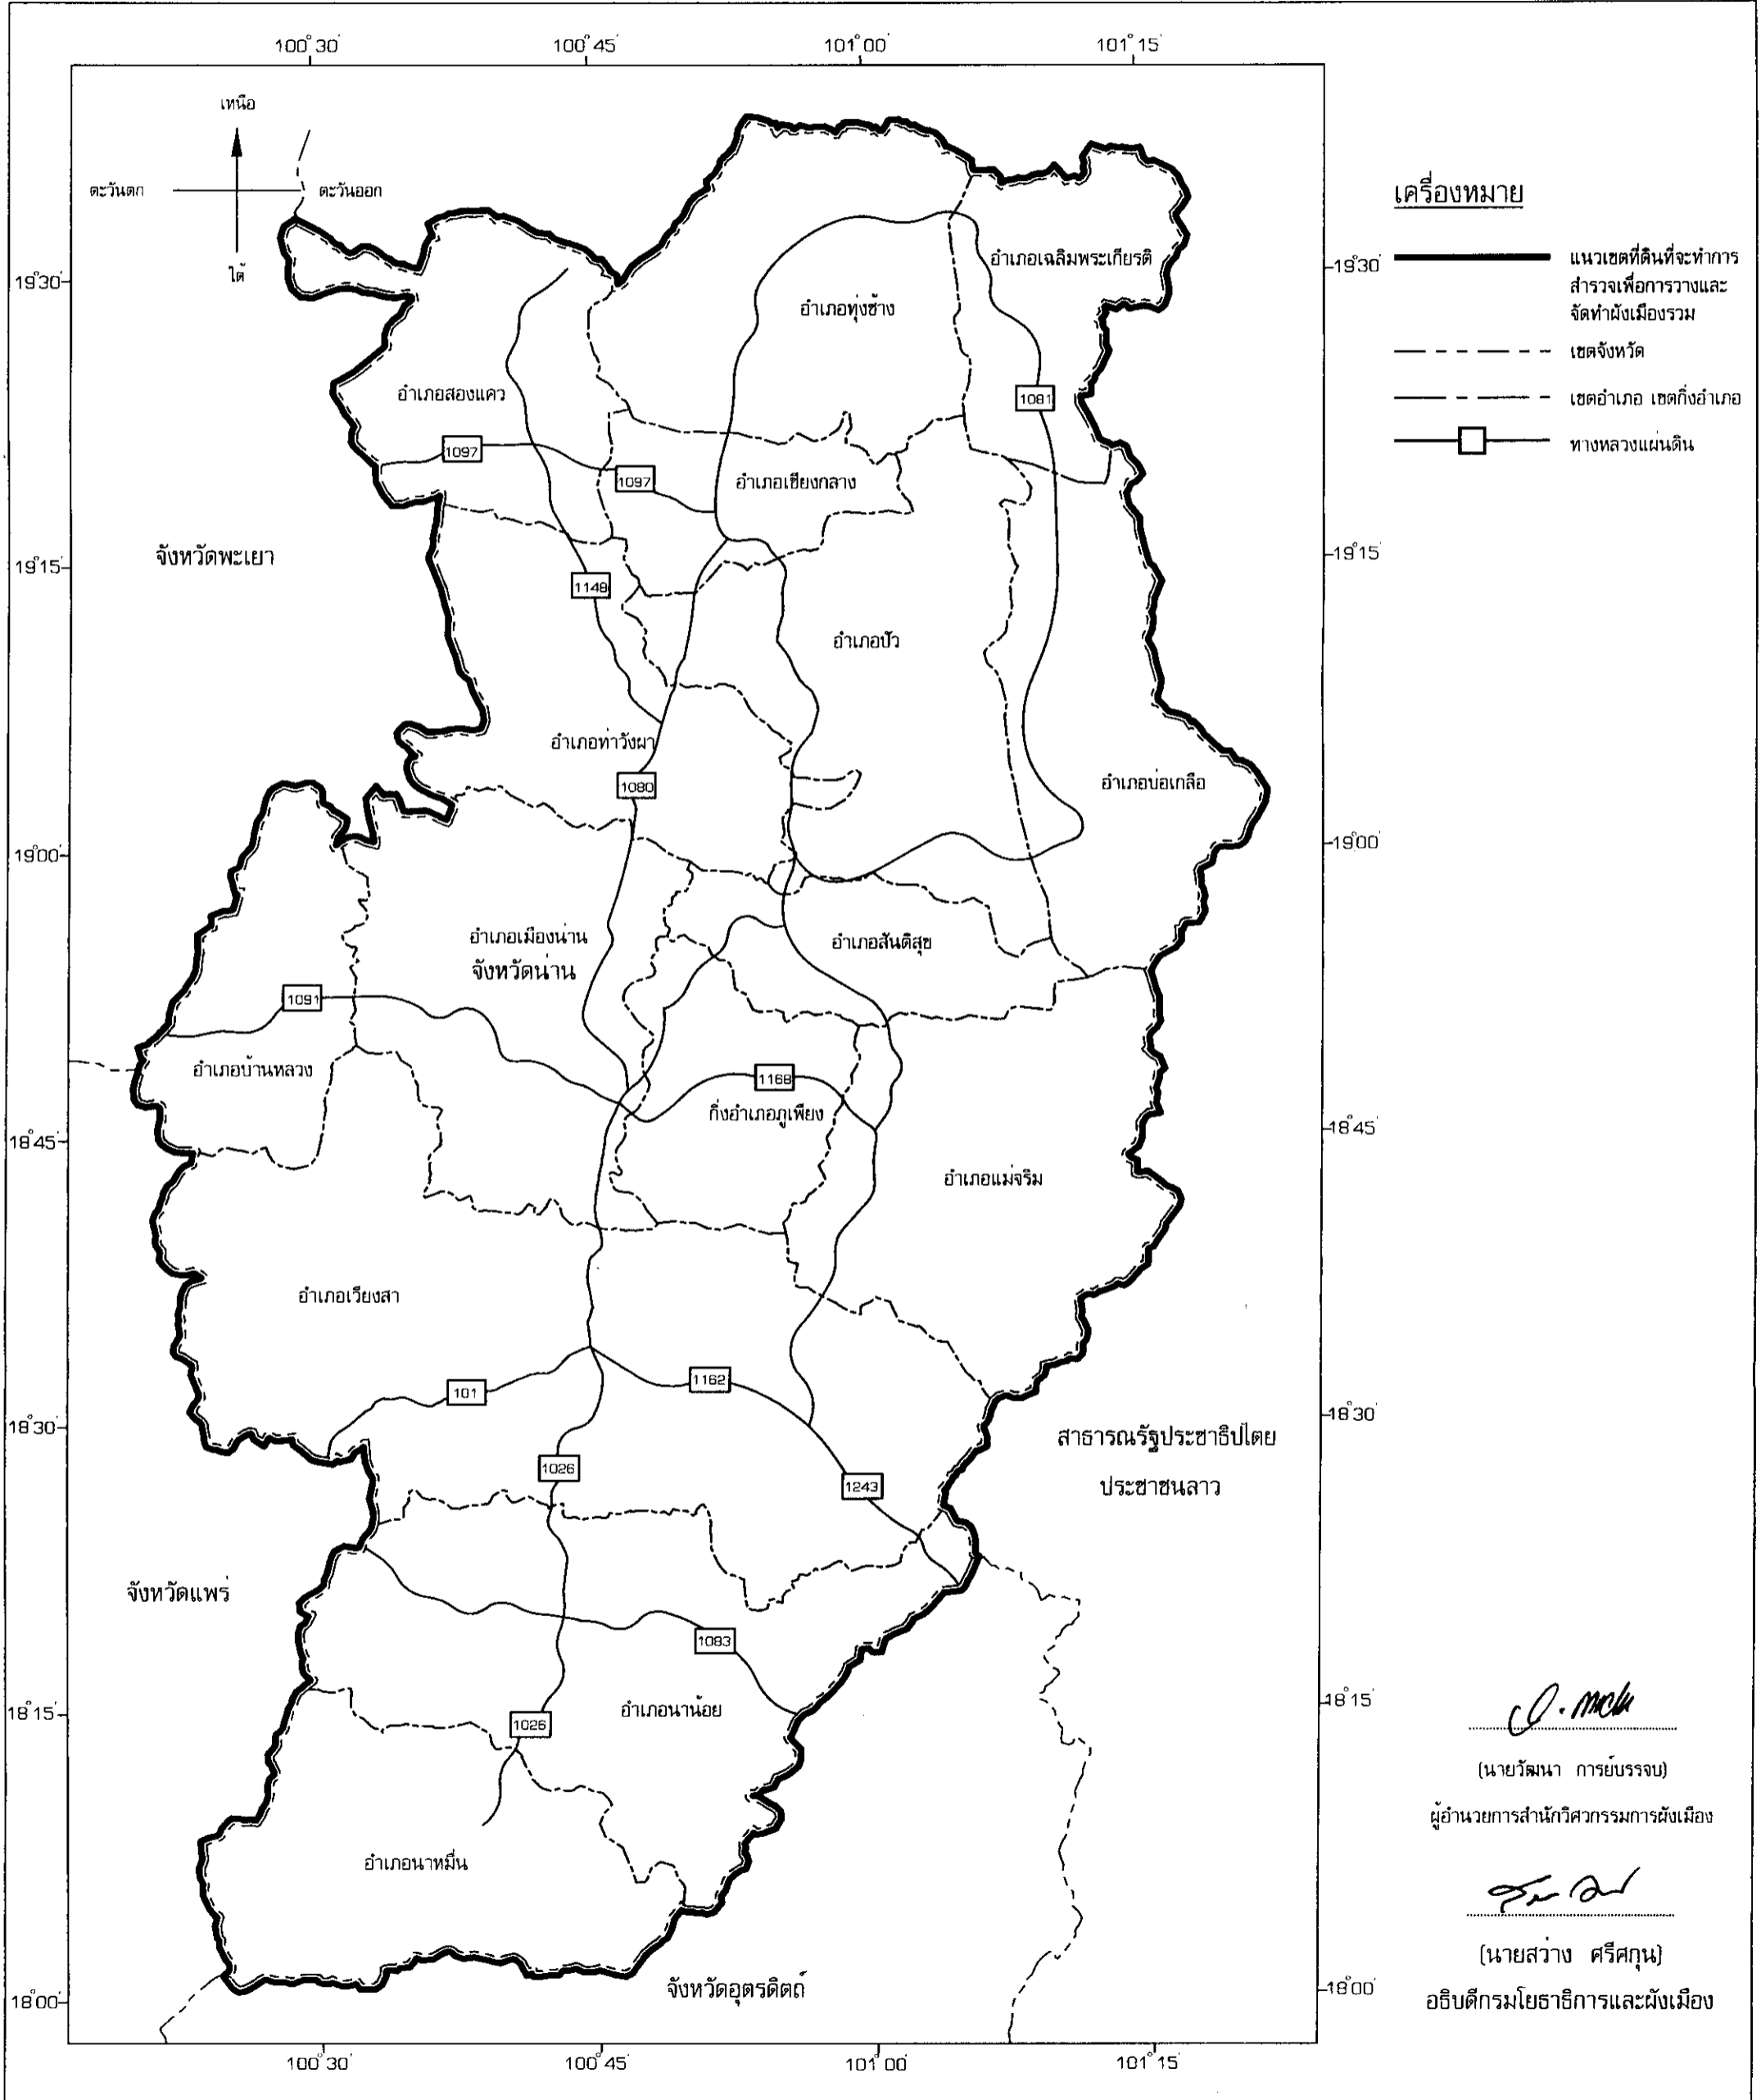 100°30'
100°45'
101°00'
101°15'
เหนือ
ตะวันตก
ตะวันออก
ใต้
เครื่องหมาย
แนวเขตที่ดินที่จะทำการ
สำรวจเพื่อการวางและ
จัดทำผังเมืองรวม
เขตจังหวัด
เขตอำเภอ เขตกิ่งอำเภอ
ทางหลวงแผ่นดิน
19°30'
19°30'
อำเภอเฉลิมพระเกียรติ
อำเภอทุ่งช้าง
อำเภอสองแคว
1081
1097
1097
อำเภอเชียงกลาง
จังหวัดพะเยา
19°15'
19°15'
1148
อำเภอปัว
อำเภอท่าวังผา
1080
อำเภอบ่อเกลือ
19°00'
19°00'
อำเภอเมืองน่าน
อำเภอสันติสุข
จังหวัดน่าน
1091
อำเภอบ้านหลวง
1168
กิ่งอำเภอภูเพียง
18°45'
18°45'
อำเภอแม่จริม
อำเภอเวียงสา
101
1162
18°30'
18°30'
สาธารณรัฐประชาธิปไตย
ประชาชนลาว
1026
1243
จังหวัดแพร่
1083
18°15'
18°15'
อำเภอนาน้อย
1026
(นายวัฒนา การย์บรรจบ)
ผู้อำนวยการสำนักวิศวกรรมการผังเมือง
อำเภอนาหมื่น
(นายสว่าง ศรีศกุน)
อธิบดีกรมโยธาธิการและผังเมือง
จังหวัดอุตรดิตถ์
18°00'
18°00'
100°30'
100°45'
101°00'
101°15'